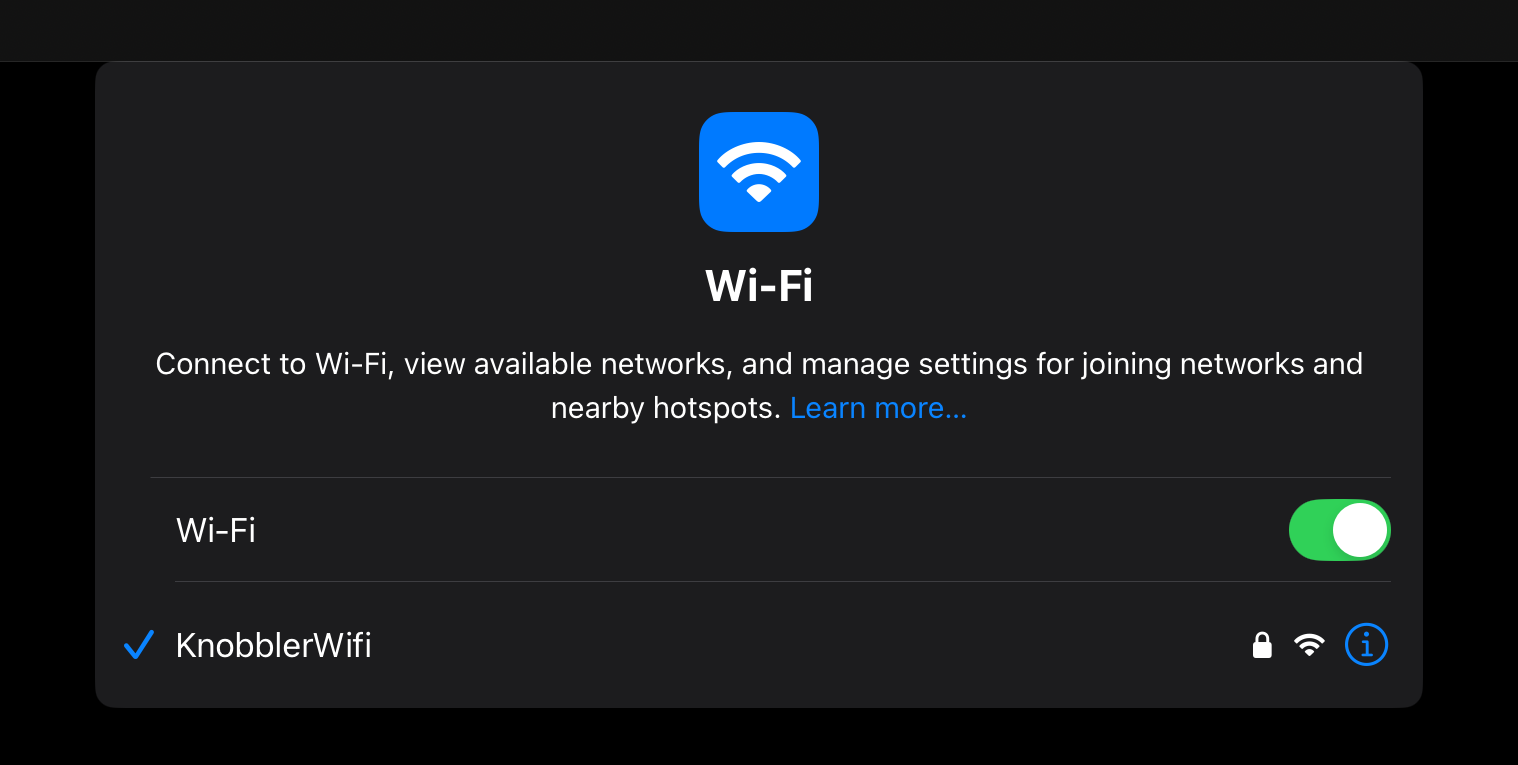 Wi-Fi
Connect to Wi-Fi, view available networks, and manage settings for joining networks and
nearby hotspots. Learn more...
Wi-Fi
KnobblerWifi